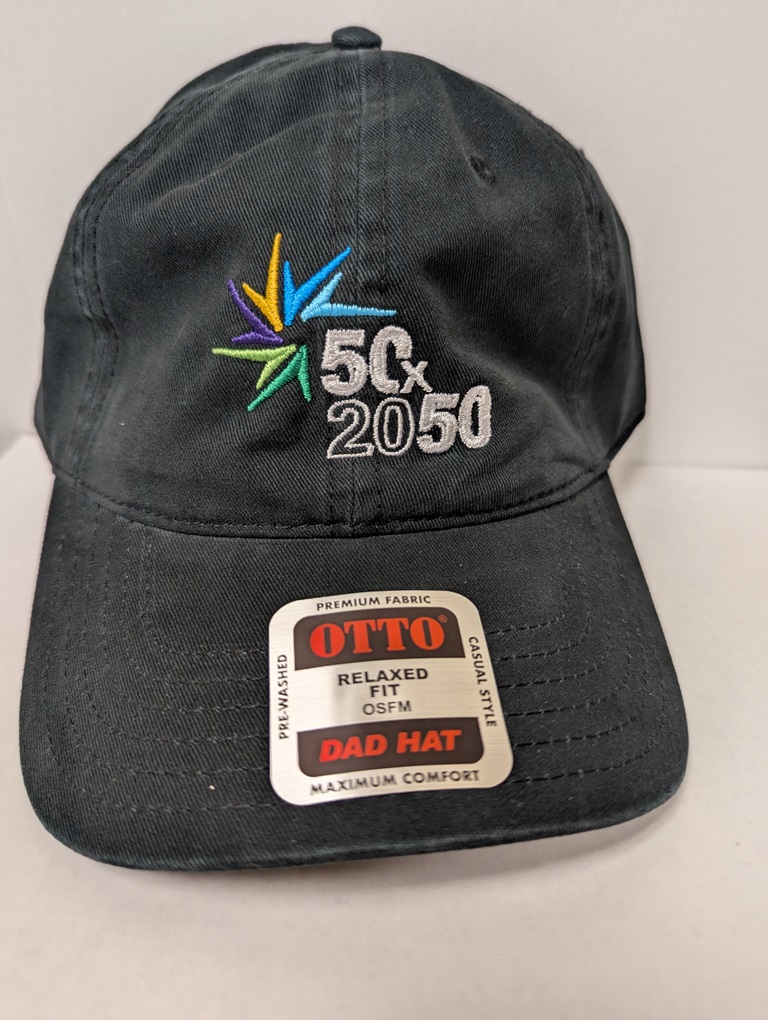 50x
2050
PREMIUM FABRIC
OTTO®
PRE-WASHED
RELAXED
FIT
OSFM
CASUAL STYLE
DAD HAT
MAXIMUM COMFORT